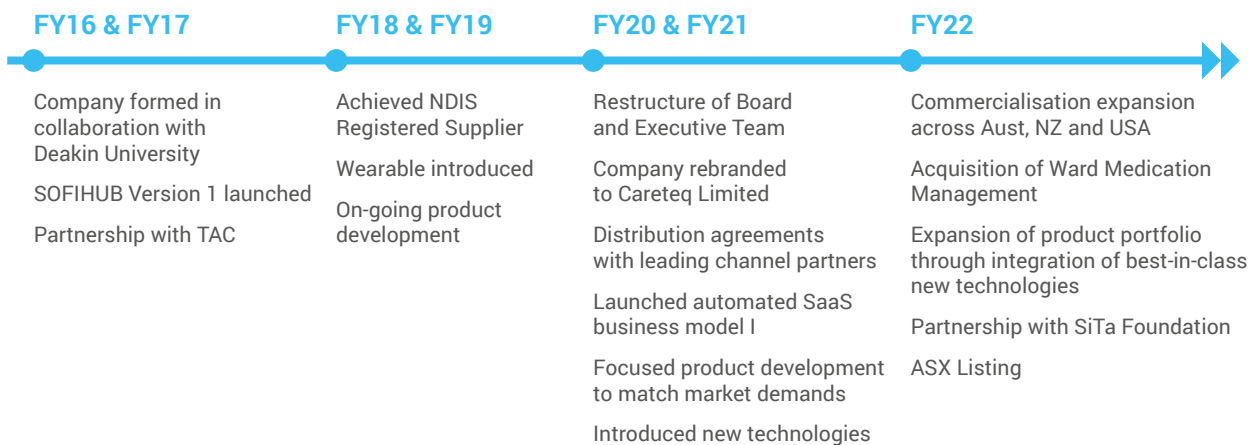 FY16 & FY17
Company formed in
collaboration with
Deakin University
SOFIHUB Version 1 launched
Partnership with TAC
FY18 & FY19
Achieved NDIS
Registered Supplier
Wearable introduced
On-going product
development
FY20 & FY21
Restructure of Board
and Executive Team
Company rebranded
to Careteq Limited
Distribution agreements
with leading channel partners
Launched automated SaaS
business model I
Focused product development
to match market demands
Introduced new technologies
FY22
Commercialisation expansion
across Aust, NZ and USA
Acquisition of Ward Medication
Management
Expansion of product portfolio
through integration of best-in-class
new technologies
Partnership with SiTa Foundation
ASX Listing